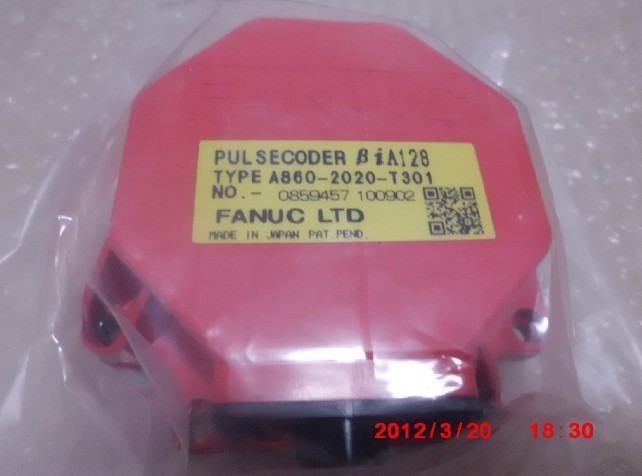 FANUC
PULSECODER βiA128
TYPE A860-2020-T301
NO.- 0859457 100902
FANUC LTD
MADE IN JAPAN PAT.PEND.
2012/3/20 18:30